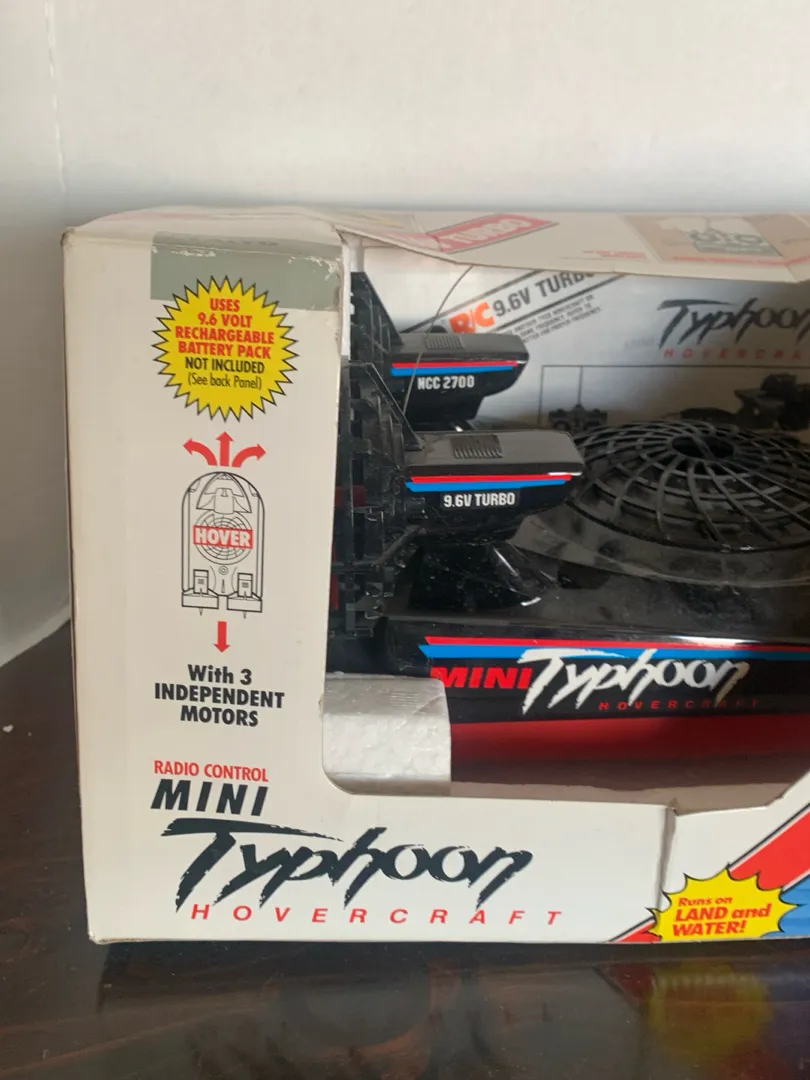 TURBO
USES
9.6 VOLT
RECHARGEABLE
BATTERY PACK
NOT INCLUDED
(See back Panel)
R/C 9.6V TURBO
Typhoon
HOVERCRA
NCC 2700
9.6V TURBO
HOVER
With 3
INDEPENDENT
MOTORS
MINI Typhoon
HOVERCRAFT
RADIO CONTROL
MINI
Typhoon
HOVERCRAFT
Runs on
LAND and
WATER!